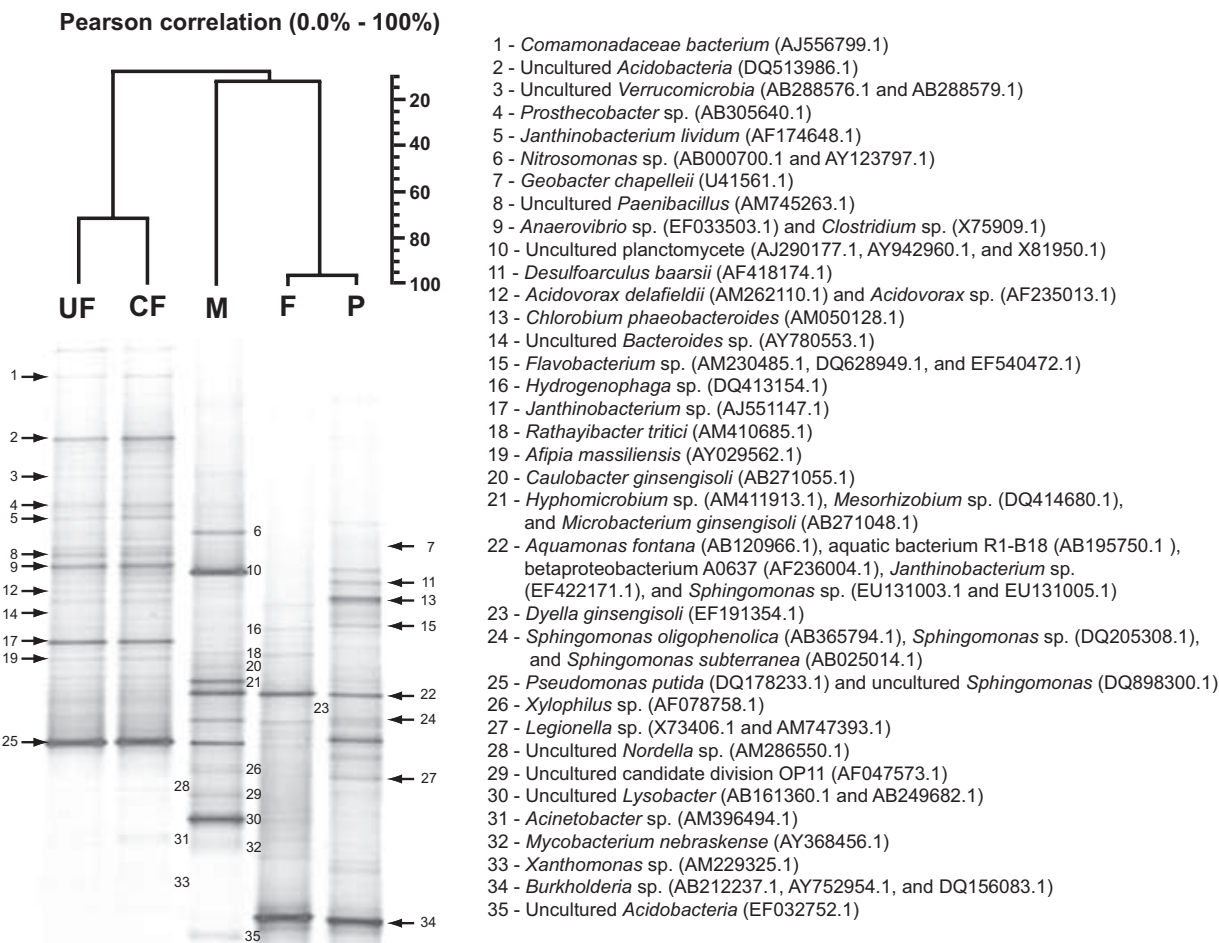 Pearson correlation (0.0% - 100%)
20
40
60
80
100
UF CF M F P
1
2
3
4
5
8
9
12
14
17
19
25
6
10
16
18
20
21
23
26
28
29
30
31
32
33
35
7
11
13
15
22
24
27
34
1 - Comamonadaceae bacterium (AJ556799.1)
2 - Uncultured Acidobacteria (DQ513986.1)
3 - Uncultured Verrucomicrobia (AB288576.1 and AB288579.1)
4 - Prosthecobacter sp. (AB305640.1)
5 - Janthinobacterium lividum (AF174648.1)
6 - Nitrosomonas sp. (AB000700.1 and AY123797.1)
7 - Geobacter chapelleii (U41561.1)
8 - Uncultured Paenibacillus (AM745263.1)
9 - Anaerovibrio sp. (EF033503.1) and Clostridium sp. (X75909.1)
10 - Uncultured planctomycete (AJ290177.1, AY942960.1, and X81950.1)
11 - Desulfoarculus baarsii (AF418174.1)
12 - Acidovorax delafieldii (AM262110.1) and Acidovorax sp. (AF235013.1)
13 - Chlorobium phaeobacteroides (AM050128.1)
14 - Uncultured Bacteroides sp. (AY780553.1)
15 - Flavobacterium sp. (AM230485.1, DQ628949.1, and EF540472.1)
16 - Hydrogenophaga sp. (DQ413154.1)
17 - Janthinobacterium sp. (AJ551147.1)
18 - Rathayibacter tritici (AM410685.1)
19 - Afipia massiliensis (AY029562.1)
20 - Caulobacter ginsengisoli (AB271055.1)
21 - Hyphomicrobium sp. (AM411913.1), Mesorhizobium sp. (DQ414680.1),
and Microbacterium ginsengisoli (AB271048.1)
22 - Aquamonas fontana (AB120966.1), aquatic bacterium R1-B18 (AB195750.1 ),
betaproteobacterium A0637 (AF236004.1), Janthinobacterium sp.
(EF422171.1), and Sphingomonas sp. (EU131003.1 and EU131005.1)
23 - Dyella ginsengisoli (EF191354.1)
24 - Sphingomonas oligophenolica (AB365794.1), Sphingomonas sp. (DQ205308.1),
and Sphingomonas subterranea (AB025014.1)
25 - Pseudomonas putida (DQ178233.1) and uncultured Sphingomonas (DQ898300.1)
26 - Xylophilus sp. (AF078758.1)
27 - Legionella sp. (X73406.1 and AM747393.1)
28 - Uncultured Nordella sp. (AM286550.1)
29 - Uncultured candidate division OP11 (AF047573.1)
30 - Uncultured Lysobacter (AB161360.1 and AB249682.1)
31 - Acinetobacter sp. (AM396494.1)
32 - Mycobacterium nebraskense (AY368456.1)
33 - Xanthomonas sp. (AM229325.1)
34 - Burkholderia sp. (AB212237.1, AY752954.1, and DQ156083.1)
35 - Uncultured Acidobacteria (EF032752.1)